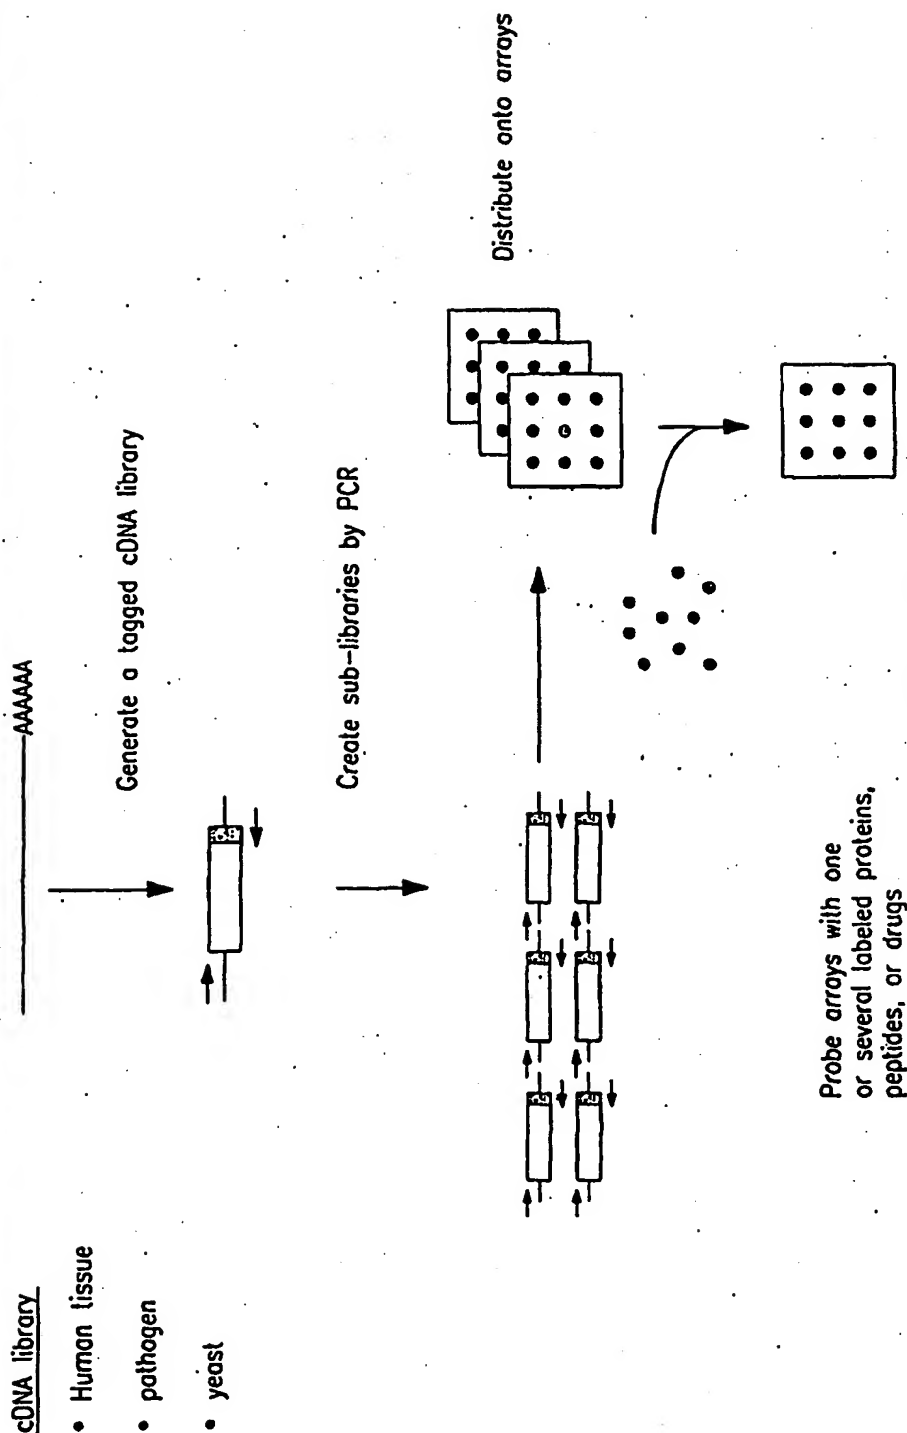 cDNA library
• Human tissue
• pathogen
• yeast
AAAAAA
Generate a tagged cDNA library
Create sub-libraries by PCR
Distribute onto arrays
Probe arrays with one
or several labeled proteins,
peptides, or drugs